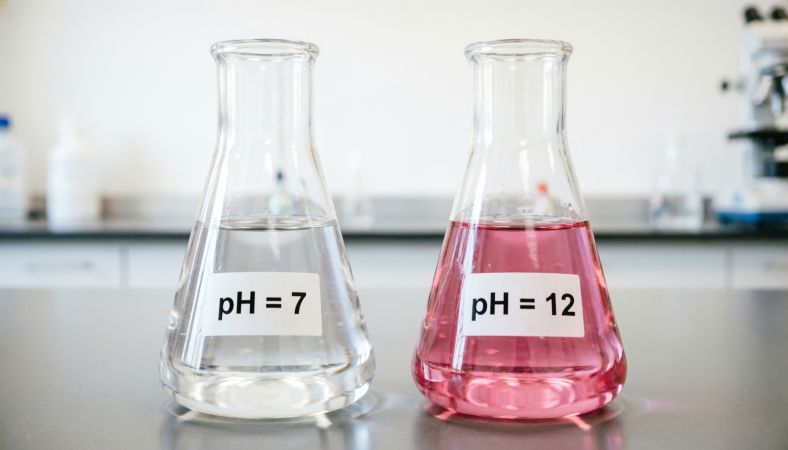 pH = 7
pH = 12